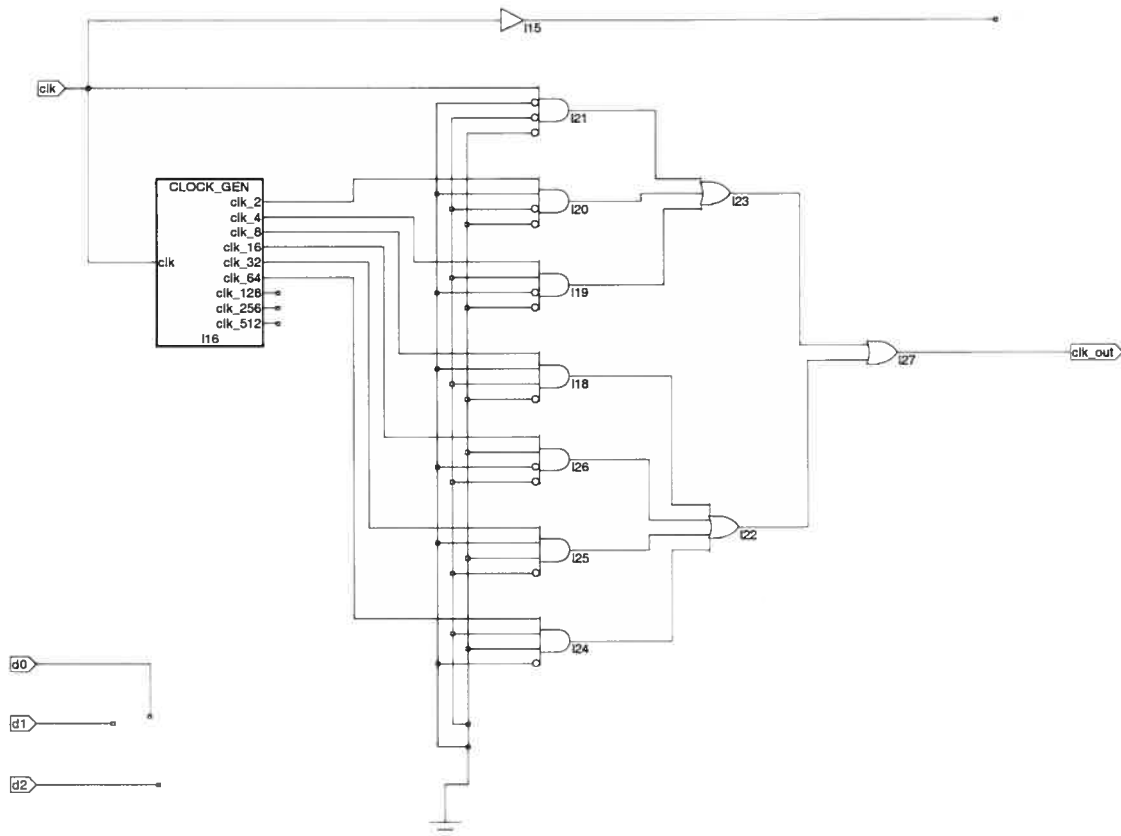 I15
clk
I21
CLOCK_GEN
clk_2
clk_4
clk_8
clk_16
clk
clk_32
clk_64
clk_128
clk_256
clk_512
I16
I20
I23
I19
I27
clk_out
I18
I26
I22
I25
I24
d0
d1
d2